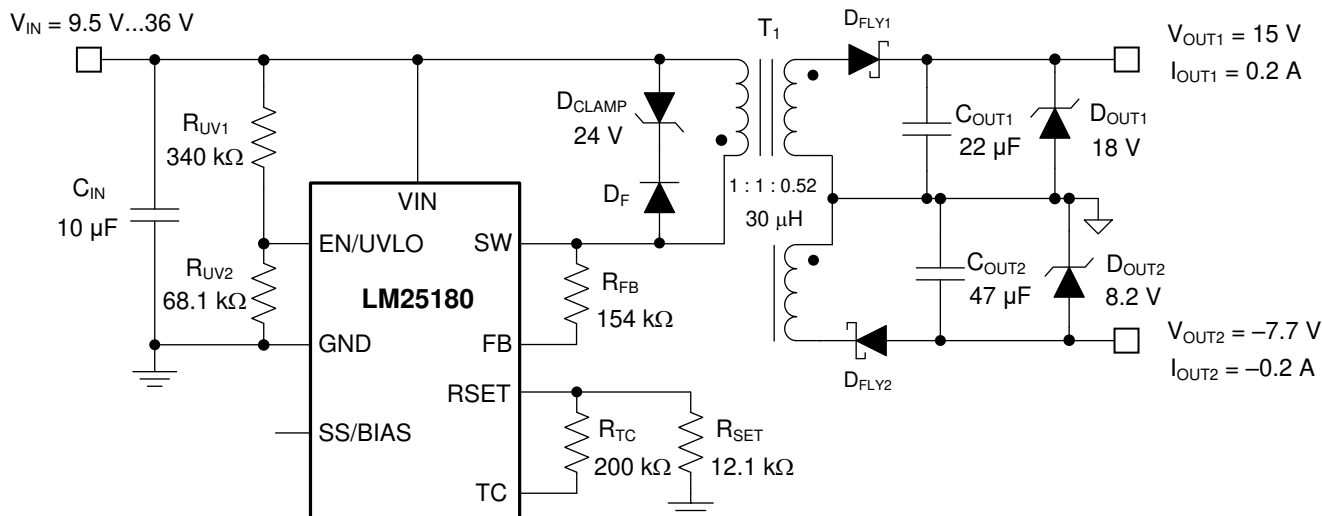 V_IN = 9.5 V...36 V
C_IN
10 µF
R_UV1
340 kΩ
R_UV2
68.1 kΩ
VIN
EN/UVLO
SW
LM25180
GND
FB
RSET
SS/BIAS
TC
D_CLAMP
24 V
D_F
R_FB
154 kΩ
R_TC
200 kΩ
R_SET
12.1 kΩ
T_1
1 : 1 : 0.52
30 µH
D_FLY1
D_FLY2
C_OUT1
22 µF
D_OUT1
18 V
C_OUT2
47 µF
D_OUT2
8.2 V
V_OUT1 = 15 V
I_OUT1 = 0.2 A
V_OUT2 = –7.7 V
I_OUT2 = –0.2 A